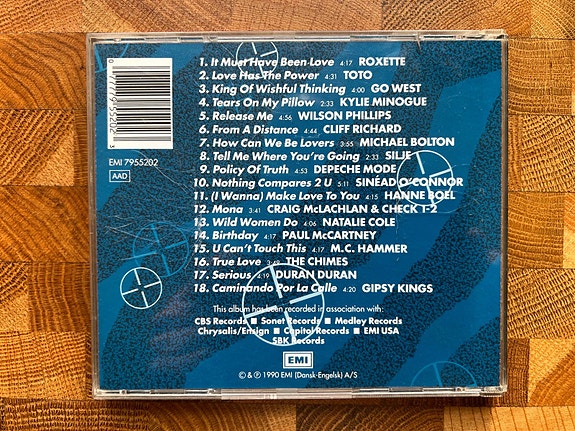 1. It Must Have Been Love 4:17 ROXETTE
2. Love Has The Power 4:31 TOTO
3. King Of Wishful Thinking 4:00 GO WEST
4. Tears On My Pillow 2:33 KYLIE MINOGUE
5. Release Me 4:56 WILSON PHILLIPS
6. From A Distance 4:44 CLIFF RICHARD
7. How Can We Be Lovers 3:55 MICHAEL BOLTON
8. Tell Me Where You're Going 2:33 SILJE
9. Policy Of Truth 4:53 DEPECHE MODE
10. Nothing Compares 2 U 5:11 SINÉAD O'CONNOR
11. (I Wanna) Make Love To You 4:15 HANNE BOEL
12. Mona 3:41 CRAIG McLACHLAN & CHECK 1-2
13. Wild Women Do 4:06 NATALIE COLE
14. Birthday 4:17 PAUL McCARTNEY
15. U Can't Touch This 4:17 M.C. HAMMER
16. True Love 3:49 THE CHIMES
17. Serious 4:19 DURAN DURAN
18. Caminando Por La Calle 4:20 GIPSY KINGS
This album has been recorded in association with:
CBS Records ■ Sonet Records ■ Medley Records
Chrysalis/Ensign ■ Capitol Records ■ EMI USA
SBK Records
EMI
© & ℗ 1990 EMI (Dansk-Engelsk) A/S
0 77779 55202 3
EMI 7955202
AAD